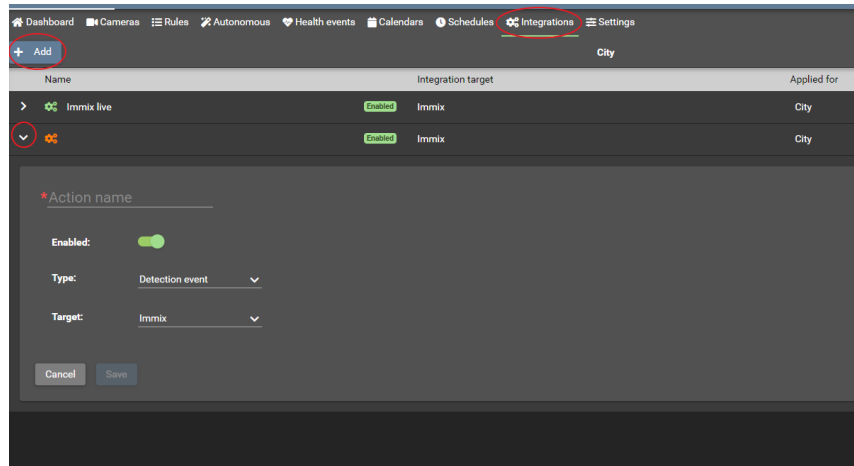 Dashboard Cameras Rules Autonomous Health events Calendars Schedules Integrations Settings
+ Add City
Name Integration target Applied for
Immix live Enabled Immix City
Enabled Immix City
*Action name
Enabled:
Type: Detection event
Target: Immix
Cancel Save